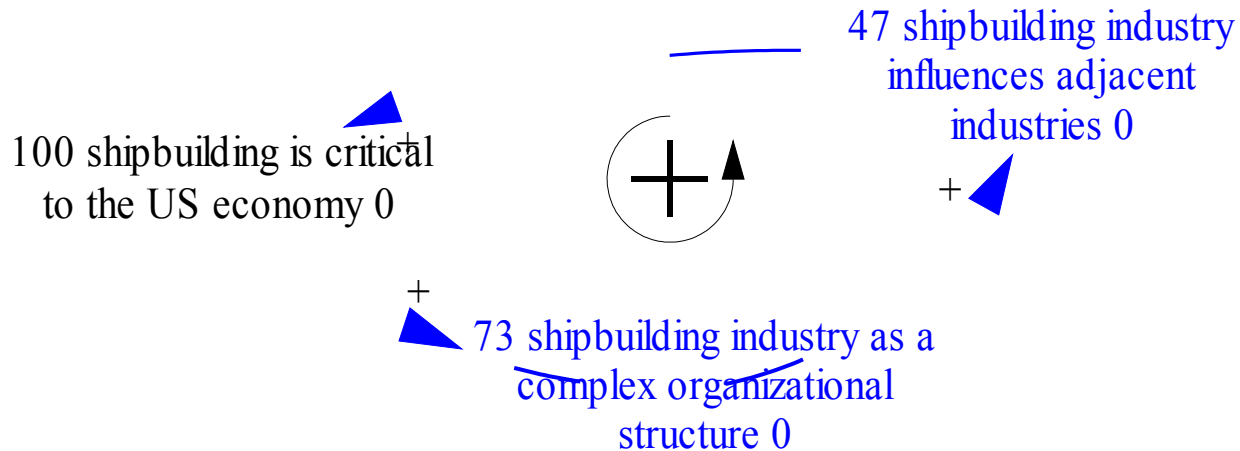 47 shipbuilding industry
influences adjacent
industries 0
+
100 shipbuilding is critical
to the US economy 0
+
+
+
73 shipbuilding industry as a
complex organizational
structure 0